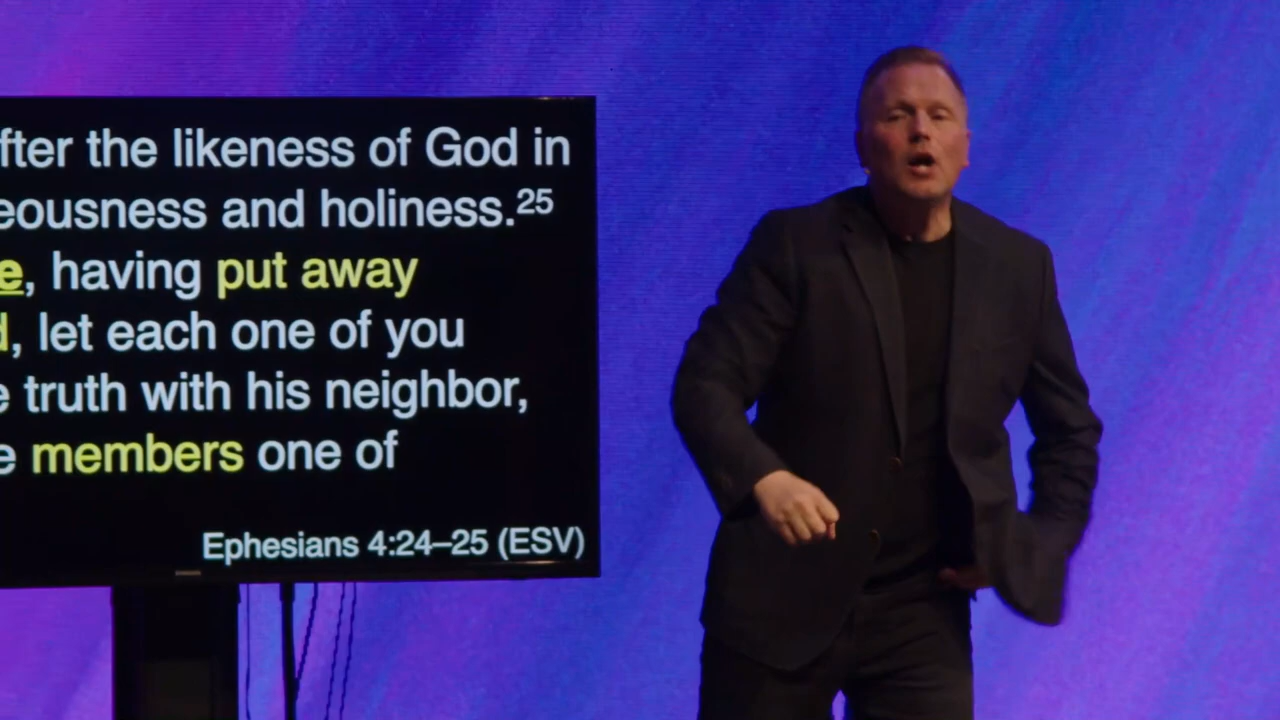 fter the likeness of God in
eousness and holiness.25
e, having put away
d, let each one of you
e truth with his neighbor,
e members one of
Ephesians 4:24–25 (ESV)